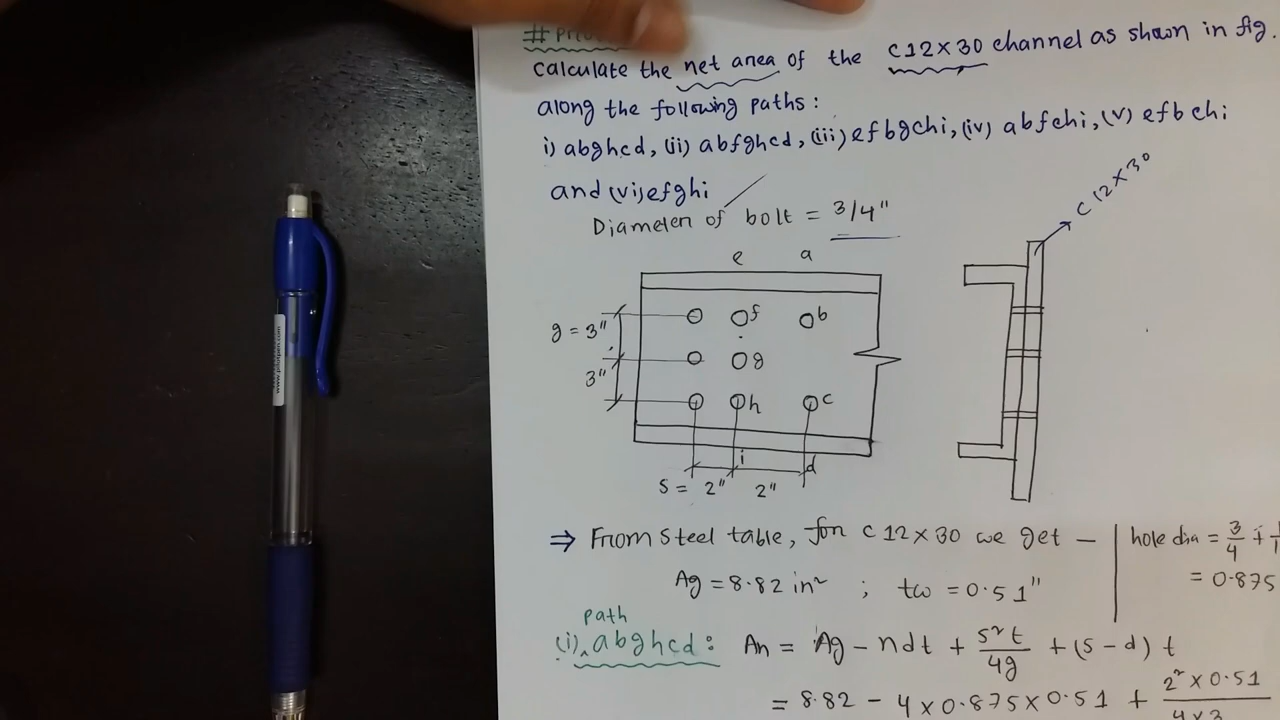 calculate the net area of the C12×30 channel as shown in fig.
along the following paths:
i) abghcd, (ii) abfghcd, (iii) efbgchi, (iv) abfchi, (v) efbchi
and (vi) efghi
Diameter of bolt = 3/4"
C 12×30
e a
f b
g = 3"
g
3"
h c
i d
S = 2" 2"
⇒ From steel table, for C 12×30 we get —
hole dia = 3/4 +
Ag = 8.82 in² ; tw = 0.51"
= 0.875
path
(i) abghcd: An = Ag − ndt + s²t/4g + (s − d) t
= 8.82 − 4 × 0.875 × 0.51 + 2² × 0.51 / 4×3